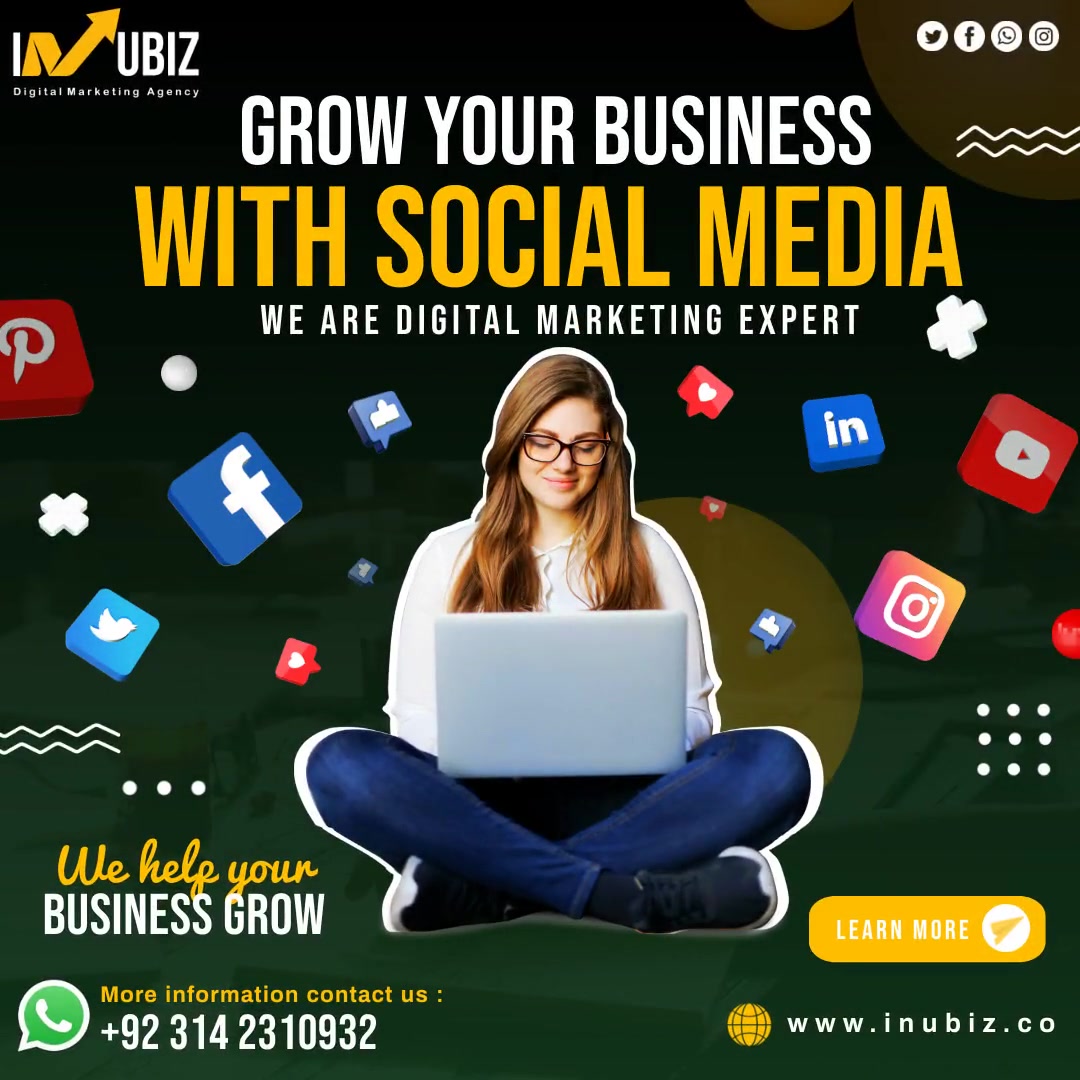 INUBIZ
Digital Marketing Agency
GROW YOUR BUSINESS
WITH SOCIAL MEDIA
WE ARE DIGITAL MARKETING EXPERT
in
We help your
BUSINESS GROW
LEARN MORE
More information contact us :
+92 314 2310932
www.inubiz.co